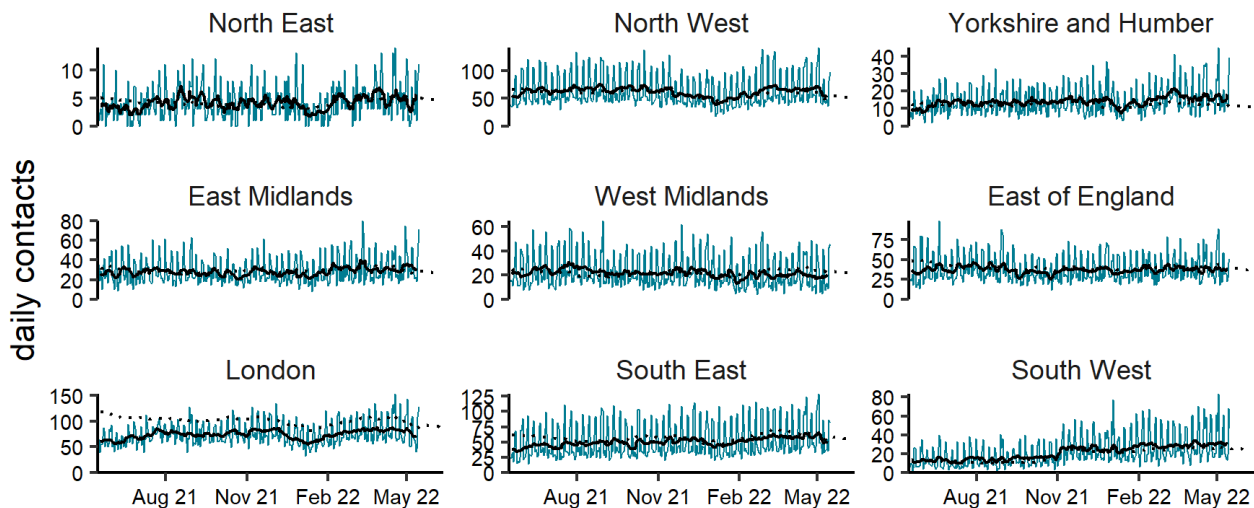 North East North West Yorkshire and Humber
10 100 40
5 50 30
0 0 20
10
0
daily contacts
East Midlands West Midlands East of England
80 60 75
60 40 50
40 20 25
20 0 0
0
London South East South West
150 125 80
100 100 60
50 75 40
0 50 20
25 0
0
Aug 21 Nov 21 Feb 22 May 22 Aug 21 Nov 21 Feb 22 May 22 Aug 21 Nov 21 Feb 22 May 22